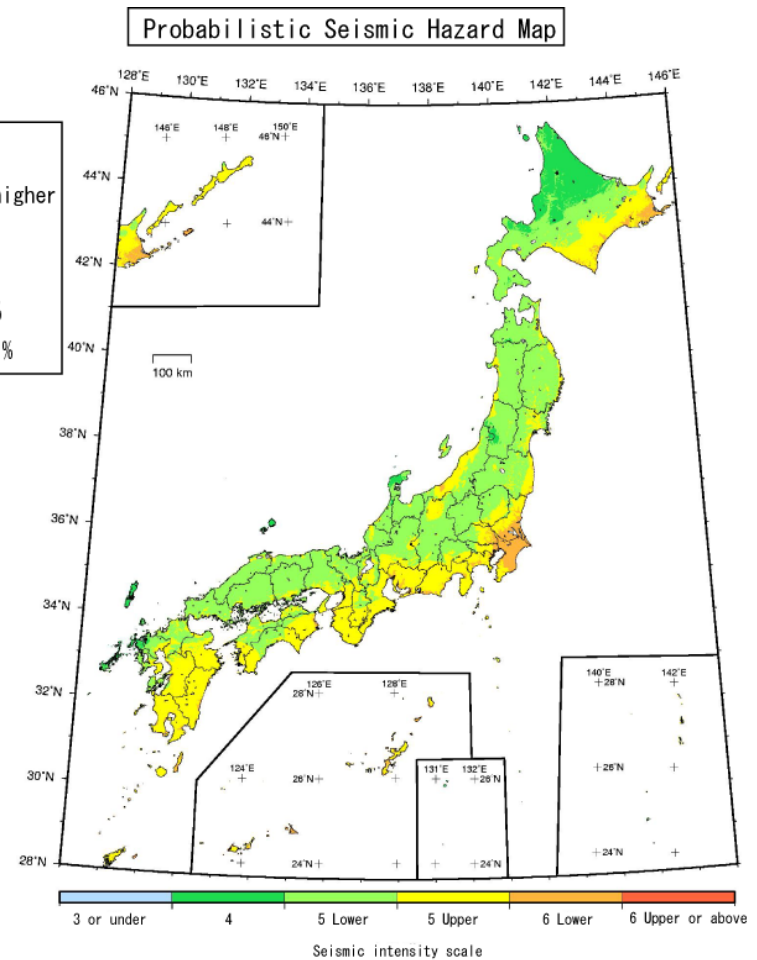 Probabilistic Seismic Hazard Map
128°E 130°E 132°E 134°E 136°E 138°E 140°E 142°E 144°E 146°E
46°N
146°E 148°E 150°E
46°N
44°N
igher
44°N
42°N
%
40°N
100 km
38°N
36°N
34°N
32°N
126°E 128°E
28°N
140°E 142°E
28°N
30°N
124°E
26°N
131°E 132°E
26°N
26°N
28°N
24°N
24°N
24°N
3 or under 4 5 Lower 5 Upper 6 Lower 6 Upper or above
Seismic intensity scale